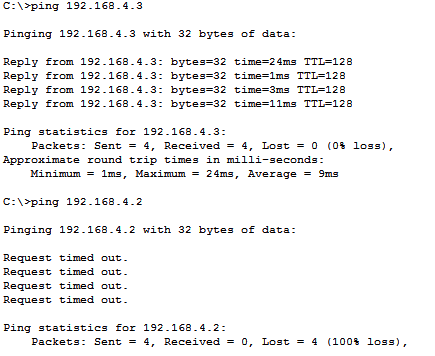 C:\>ping 192.168.4.3
Pinging 192.168.4.3 with 32 bytes of data:
Reply from 192.168.4.3: bytes=32 time=24ms TTL=128
Reply from 192.168.4.3: bytes=32 time=1ms TTL=128
Reply from 192.168.4.3: bytes=32 time=3ms TTL=128
Reply from 192.168.4.3: bytes=32 time=11ms TTL=128
Ping statistics for 192.168.4.3:
    Packets: Sent = 4, Received = 4, Lost = 0 (0% loss),
Approximate round trip times in milli-seconds:
    Minimum = 1ms, Maximum = 24ms, Average = 9ms
C:\>ping 192.168.4.2
Pinging 192.168.4.2 with 32 bytes of data:
Request timed out.
Request timed out.
Request timed out.
Request timed out.
Ping statistics for 192.168.4.2:
    Packets: Sent = 4, Received = 0, Lost = 4 (100% loss),